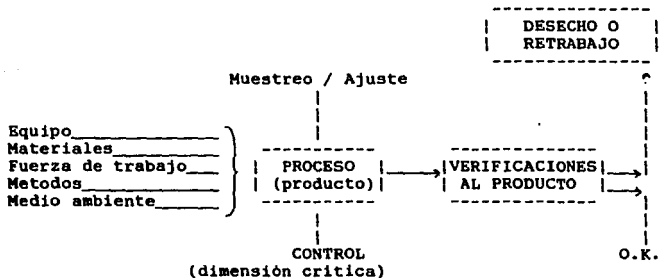 DESECHO O
RETRABAJO
Muestreo / Ajuste
Equipo
Materiales
Fuerza de trabajo
Metodos
Medio ambiente
PROCESO
(producto)
VERIFICACIONES
AL PRODUCTO
CONTROL
(dimensión critica)
O.K.